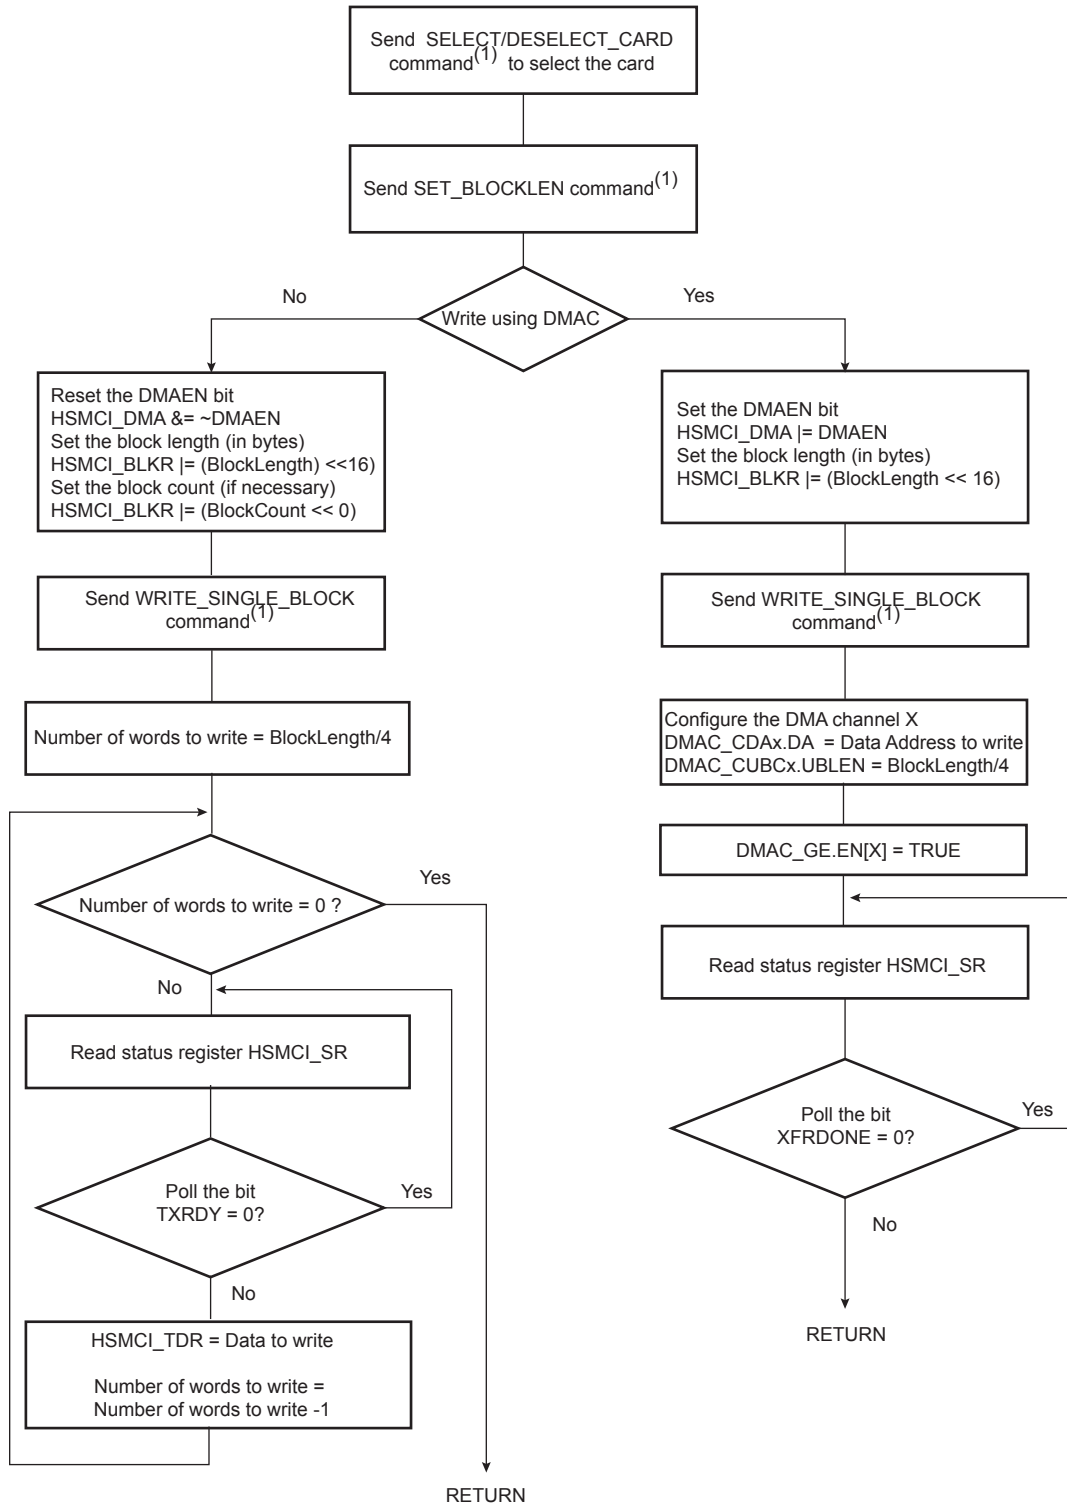 Send SELECT/DESELECT_CARD
command(1) to select the card
Send SET_BLOCKLEN command(1)
No
Yes
Write using DMAC
Reset the DMAEN bit
HSMCI_DMA &= ~DMAEN
Set the block length (in bytes)
HSMCI_BLKR |= (BlockLength) <<16)
Set the block count (if necessary)
HSMCI_BLKR |= (BlockCount << 0)
Set the DMAEN bit
HSMCI_DMA |= DMAEN
Set the block length (in bytes)
HSMCI_BLKR |= (BlockLength << 16)
Send WRITE_SINGLE_BLOCK
command(1)
Send WRITE_SINGLE_BLOCK
command(1)
Number of words to write = BlockLength/4
Configure the DMA channel X
DMAC_CDAx.DA = Data Address to write
DMAC_CUBCx.UBLEN = BlockLength/4
DMAC_GE.EN[X] = TRUE
Number of words to write = 0 ?
Yes
No
Read status register HSMCI_SR
Read status register HSMCI_SR
Poll the bit
XFRDONE = 0?
Yes
No
Poll the bit
TXRDY = 0?
Yes
No
HSMCI_TDR = Data to write
Number of words to write =
Number of words to write -1
RETURN
RETURN